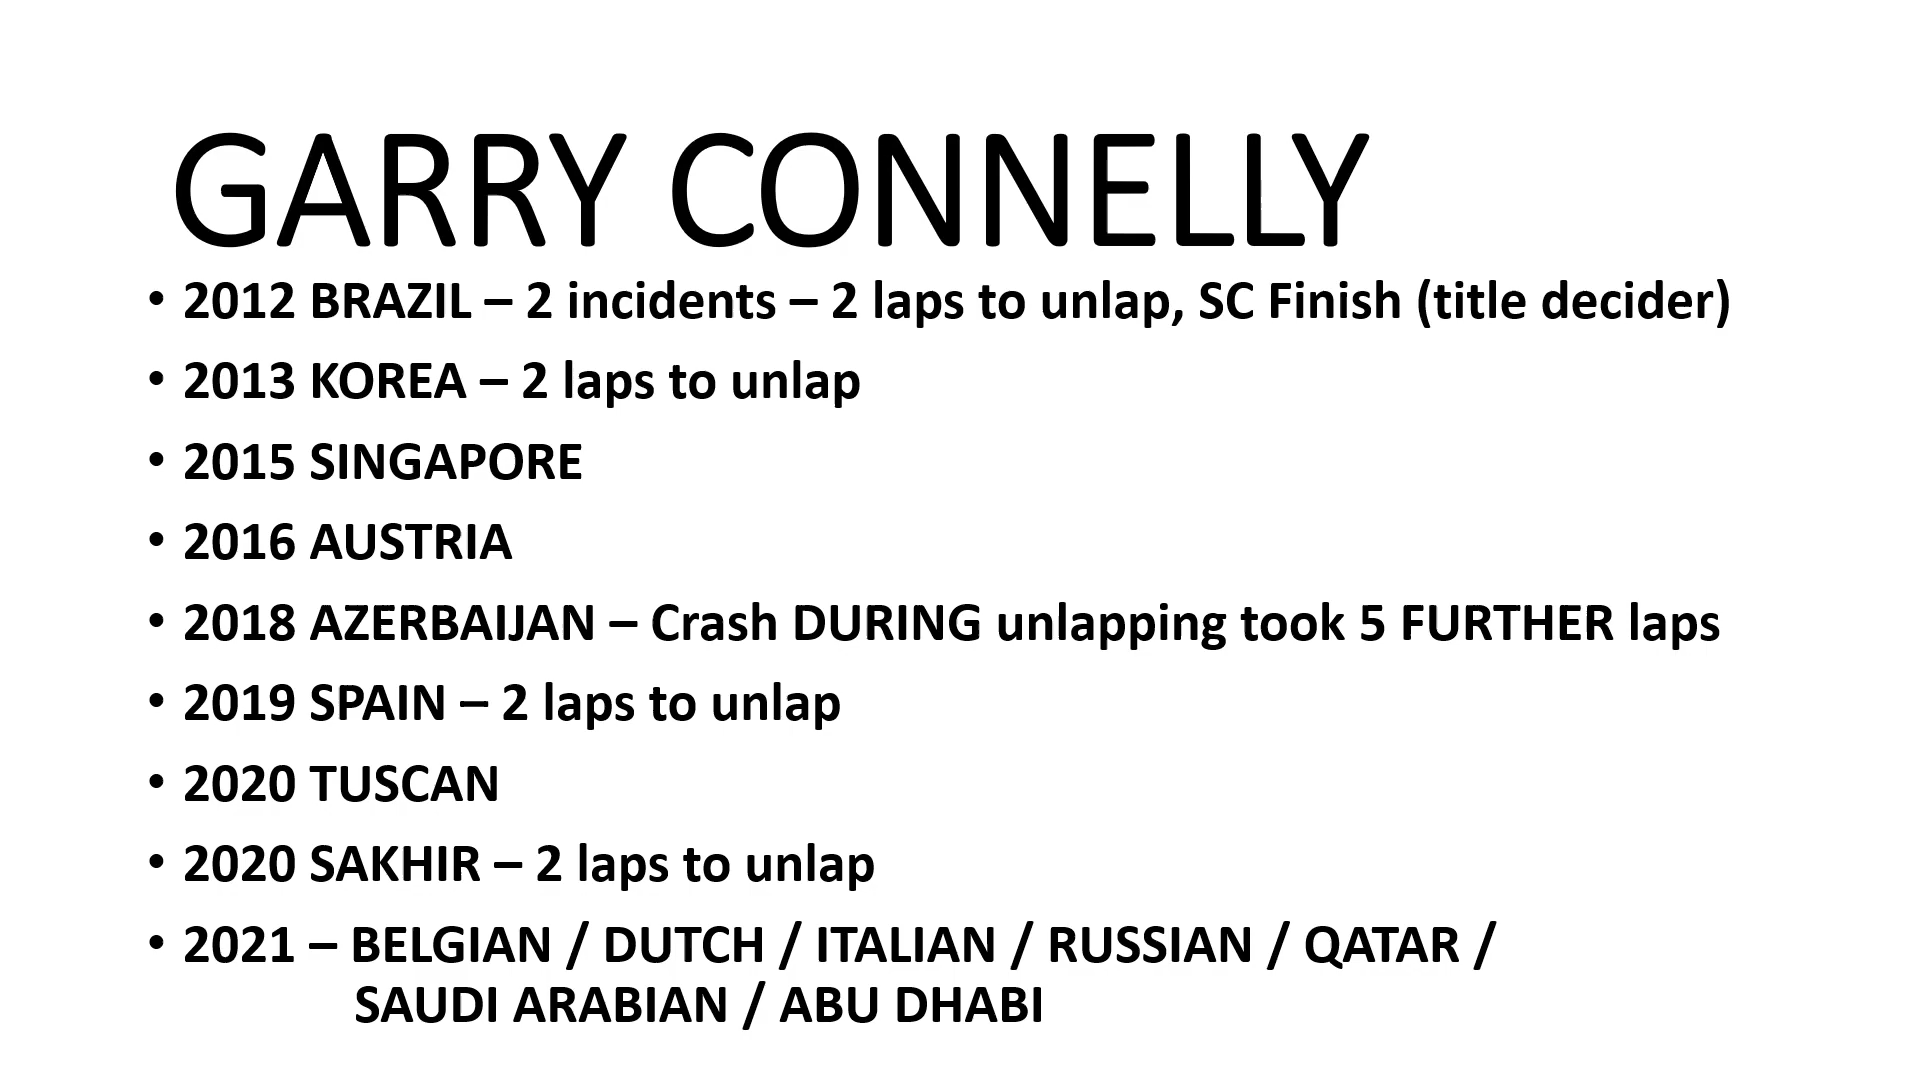 GARRY CONNELLY
• 2012 BRAZIL – 2 incidents – 2 laps to unlap, SC Finish (title decider)
• 2013 KOREA – 2 laps to unlap
• 2015 SINGAPORE
• 2016 AUSTRIA
• 2018 AZERBAIJAN – Crash DURING unlapping took 5 FURTHER laps
• 2019 SPAIN – 2 laps to unlap
• 2020 TUSCAN
• 2020 SAKHIR – 2 laps to unlap
• 2021 – BELGIAN / DUTCH / ITALIAN / RUSSIAN / QATAR /
SAUDI ARABIAN / ABU DHABI